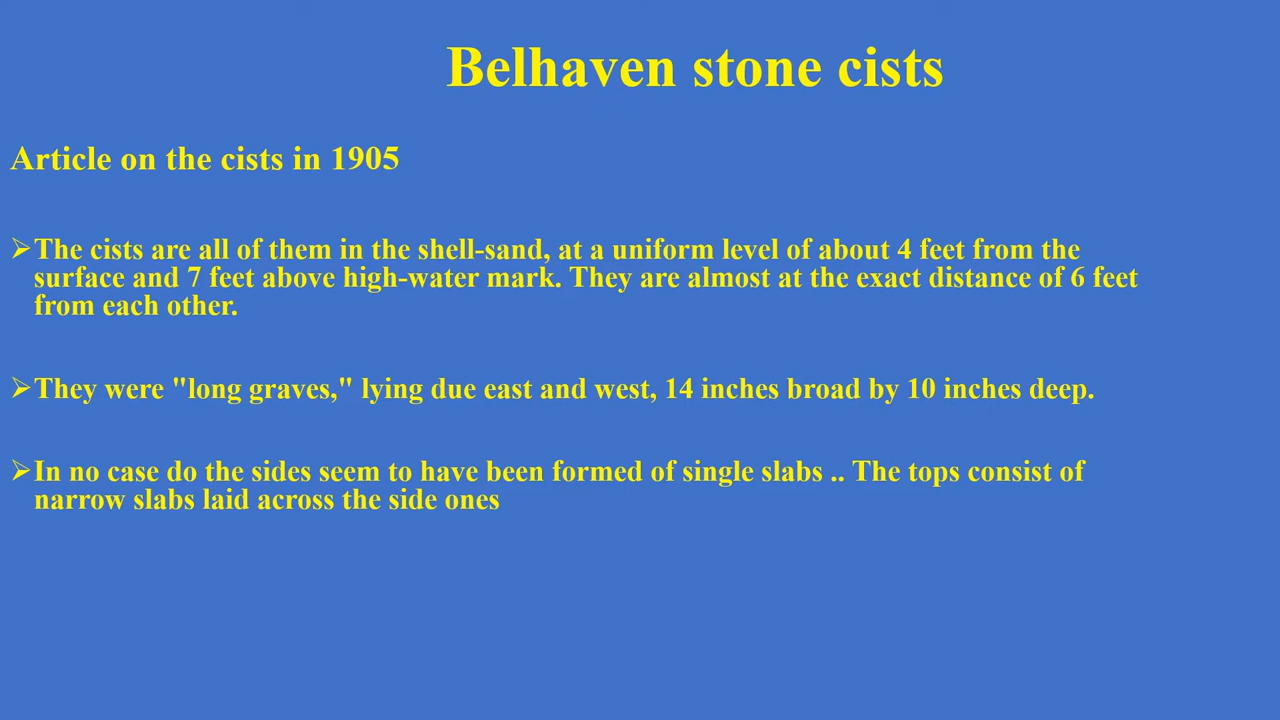 Belhaven stone cists
Article on the cists in 1905
➢The cists are all of them in the shell-sand, at a uniform level of about 4 feet from the
surface and 7 feet above high-water mark. They are almost at the exact distance of 6 feet
from each other.
➢They were "long graves," lying due east and west, 14 inches broad by 10 inches deep.
➢In no case do the sides seem to have been formed of single slabs .. The tops consist of
narrow slabs laid across the side ones